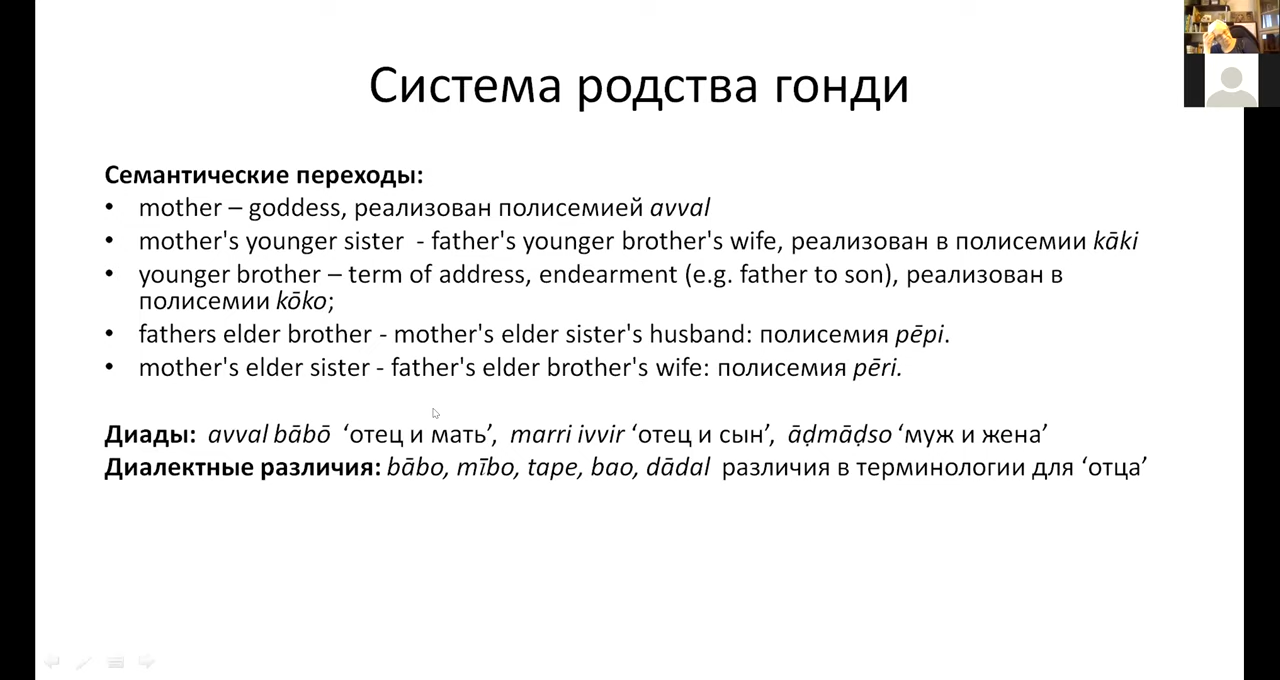 Система родства гонди
Семантические переходы:
• mother – goddess, реализован полисемией avval
• mother's younger sister - father's younger brother's wife, реализован в полисемии kāki
• younger brother – term of address, endearment (e.g. father to son), реализован в
полисемии kōko;
• fathers elder brother - mother's elder sister's husband: полисемия pēpi.
• mother's elder sister - father's elder brother's wife: полисемия pēri.
Диады: avval bābō ‘отец и мать’, marri ivvir ‘отец и сын’, āḍmāḍso ‘муж и жена’
Диалектные различия: bābo, mībo, tape, bao, dādal различия в терминологии для ‘отца’